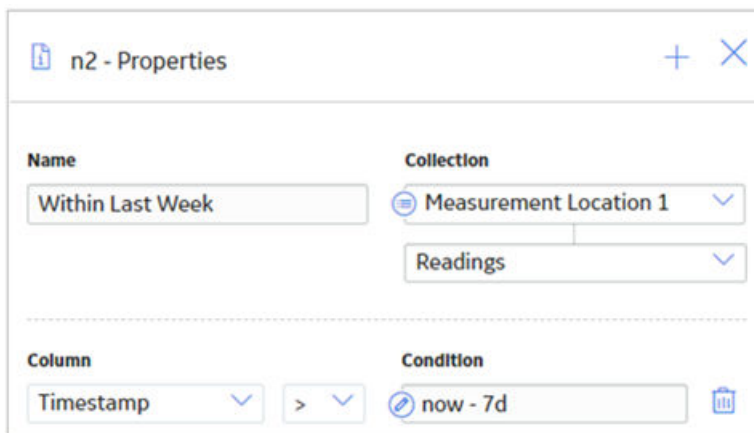 n2 - Properties
Name
Collection
Within Last Week
Measurement Location 1
Readings
Column
Condition
Timestamp
>
now - 7d